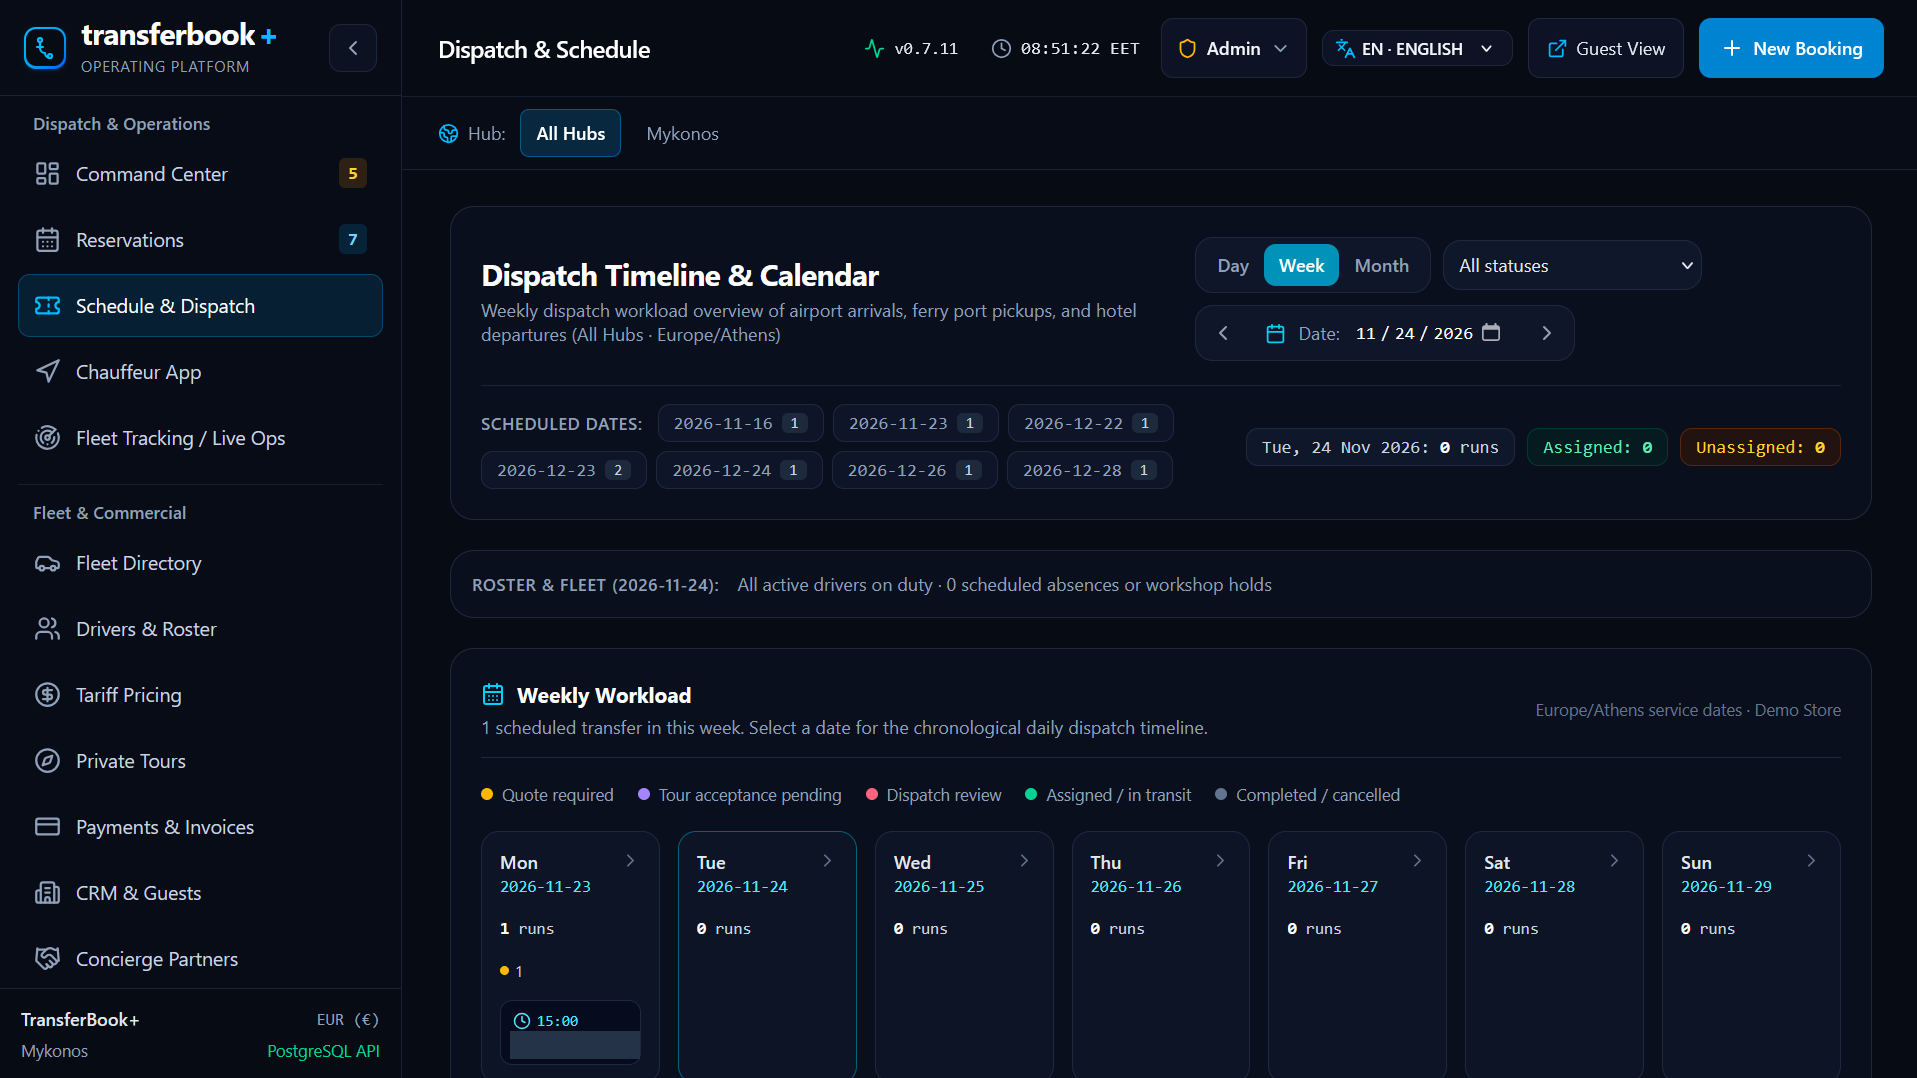 transferbook+
OPERATING PLATFORM
Dispatch & Operations
Command Center 5
Reservations 7
Schedule & Dispatch
Chauffeur App
Fleet Tracking / Live Ops
Fleet & Commercial
Fleet Directory
Drivers & Roster
Tariff Pricing
Private Tours
Payments & Invoices
CRM & Guests
Concierge Partners
TransferBook+ EUR (€)
Mykonos PostgreSQL API
Dispatch & Schedule v0.7.11 08:51:22 EET Admin EN · ENGLISH Guest View New Booking
Hub: All Hubs Mykonos
Dispatch Timeline & Calendar
Weekly dispatch workload overview of airport arrivals, ferry port pickups, and hotel
departures (All Hubs · Europe/Athens)
Day Week Month All statuses
Date: 11 / 24 / 2026
SCHEDULED DATES: 2026-11-16 1 2026-11-23 1 2026-12-22 1
2026-12-23 2 2026-12-24 1 2026-12-26 1 2026-12-28 1
Tue, 24 Nov 2026: 0 runs Assigned: 0 Unassigned: 0
ROSTER & FLEET (2026-11-24): All active drivers on duty · 0 scheduled absences or workshop holds
Weekly Workload
1 scheduled transfer in this week. Select a date for the chronological daily dispatch timeline.
Europe/Athens service dates · Demo Store
Quote required Tour acceptance pending Dispatch review Assigned / in transit Completed / cancelled
Mon Tue Wed Thu Fri Sat Sun
2026-11-23 2026-11-24 2026-11-25 2026-11-26 2026-11-27 2026-11-28 2026-11-29
1 runs 0 runs 0 runs 0 runs 0 runs 0 runs 0 runs
1
15:00